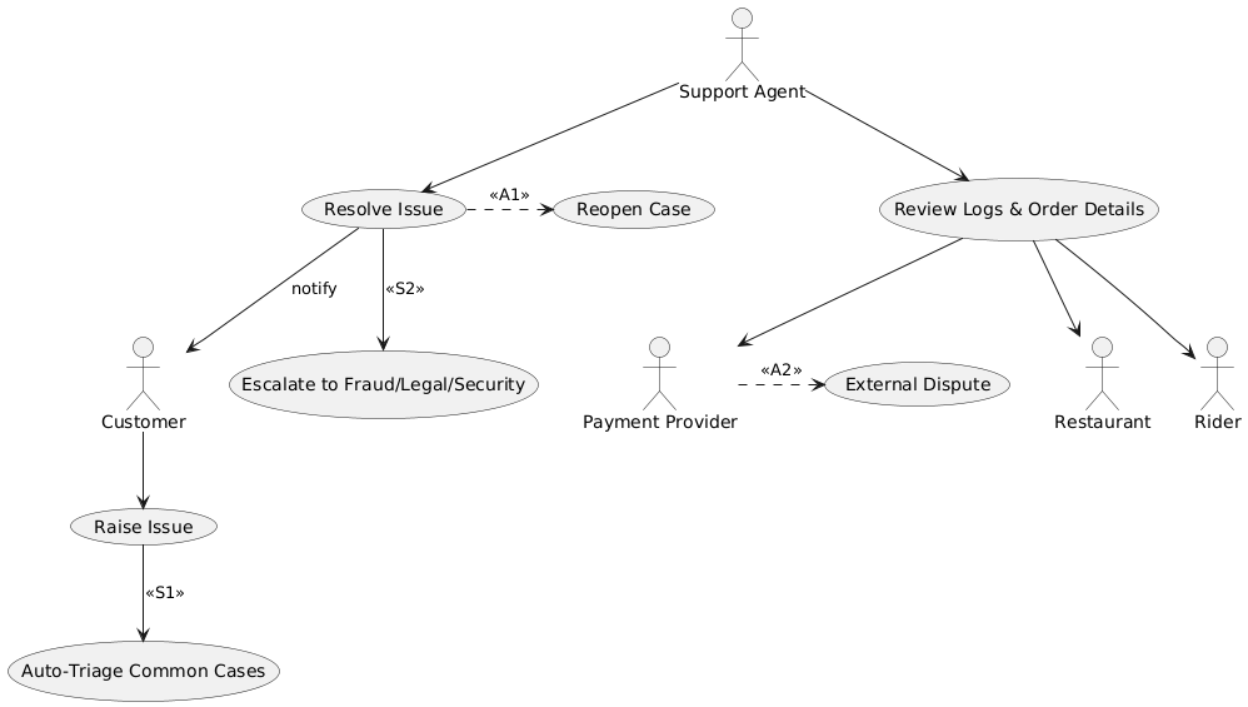 Support Agent
«A1»
Resolve Issue
Reopen Case
Review Logs & Order Details
notify
«S2»
«A2»
Escalate to Fraud/Legal/Security
External Dispute
Customer
Payment Provider
Restaurant
Rider
Raise Issue
«S1»
Auto-Triage Common Cases